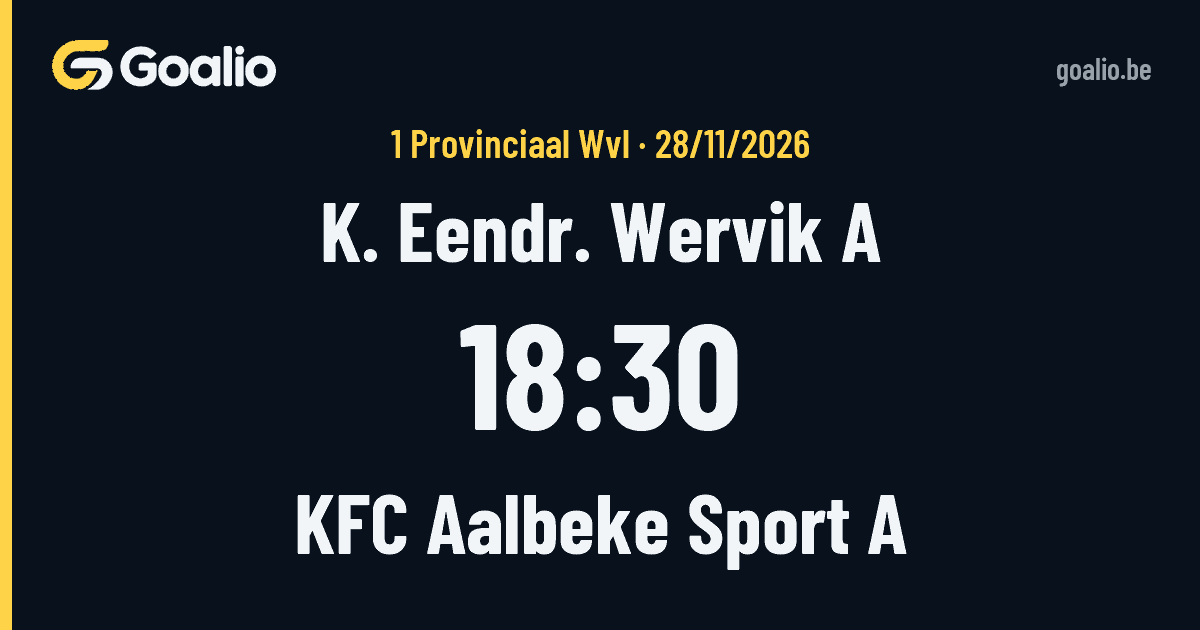 Goalio
goalio.be
1 Provinciaal Wvl · 28/11/2026
K. Eendr. Wervik A
18:30
KFC Aalbeke Sport A